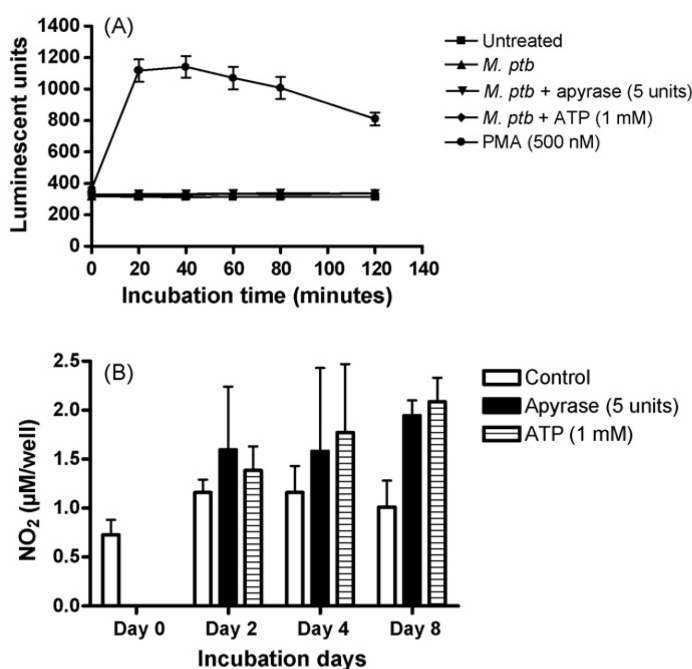 (A)
1400
1200
1000
800
600
400
200
0
Luminescent units
0 20 40 60 80 100 120 140
Incubation time (minutes)
Untreated
M. ptb
M. ptb + apyrase (5 units)
M. ptb + ATP (1 mM)
PMA (500 nM)
(B)
2.5
2.0
1.5
1.0
0.5
0.0
NO₂ (µM/well)
Day 0 Day 2 Day 4 Day 8
Incubation days
Control
Apyrase (5 units)
ATP (1 mM)